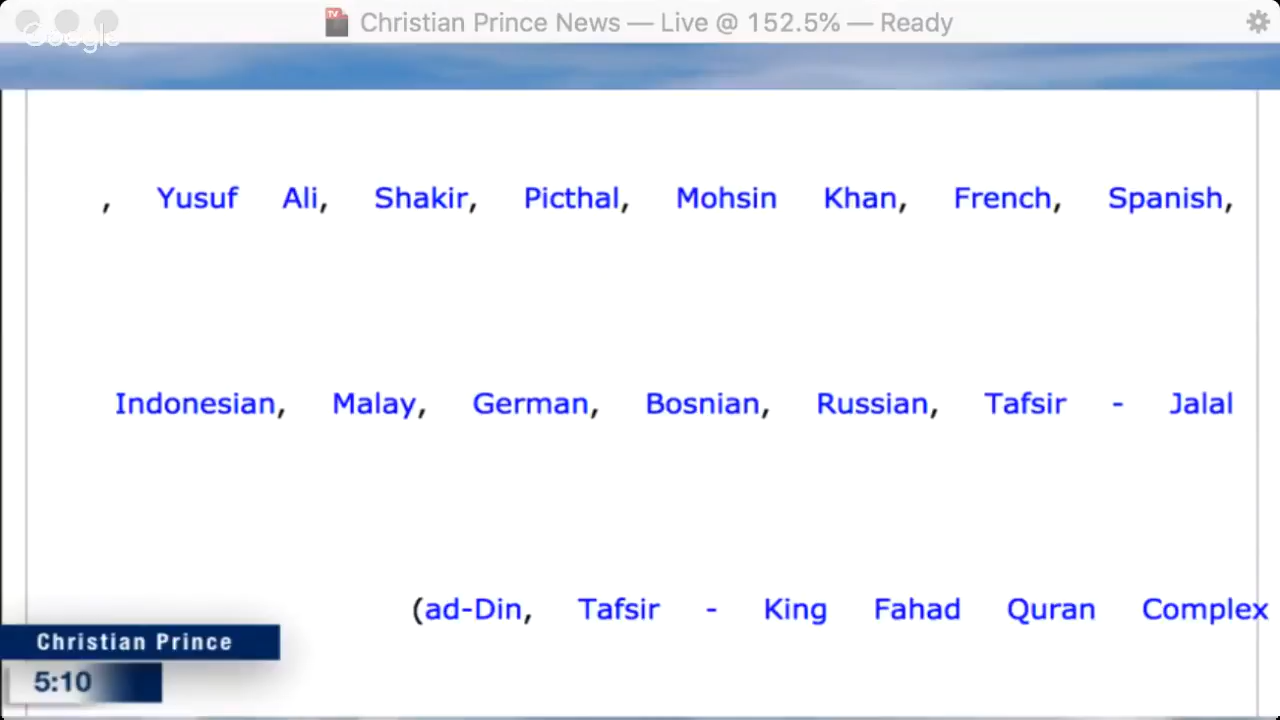 Christian Prince News — Live @ 152.5% — Ready
Google
, Yusuf Ali, Shakir, Picthal, Mohsin Khan, French, Spanish,
Indonesian, Malay, German, Bosnian, Russian, Tafsir - Jalal
(ad-Din, Tafsir - King Fahad Quran Complex
Christian Prince
5:10